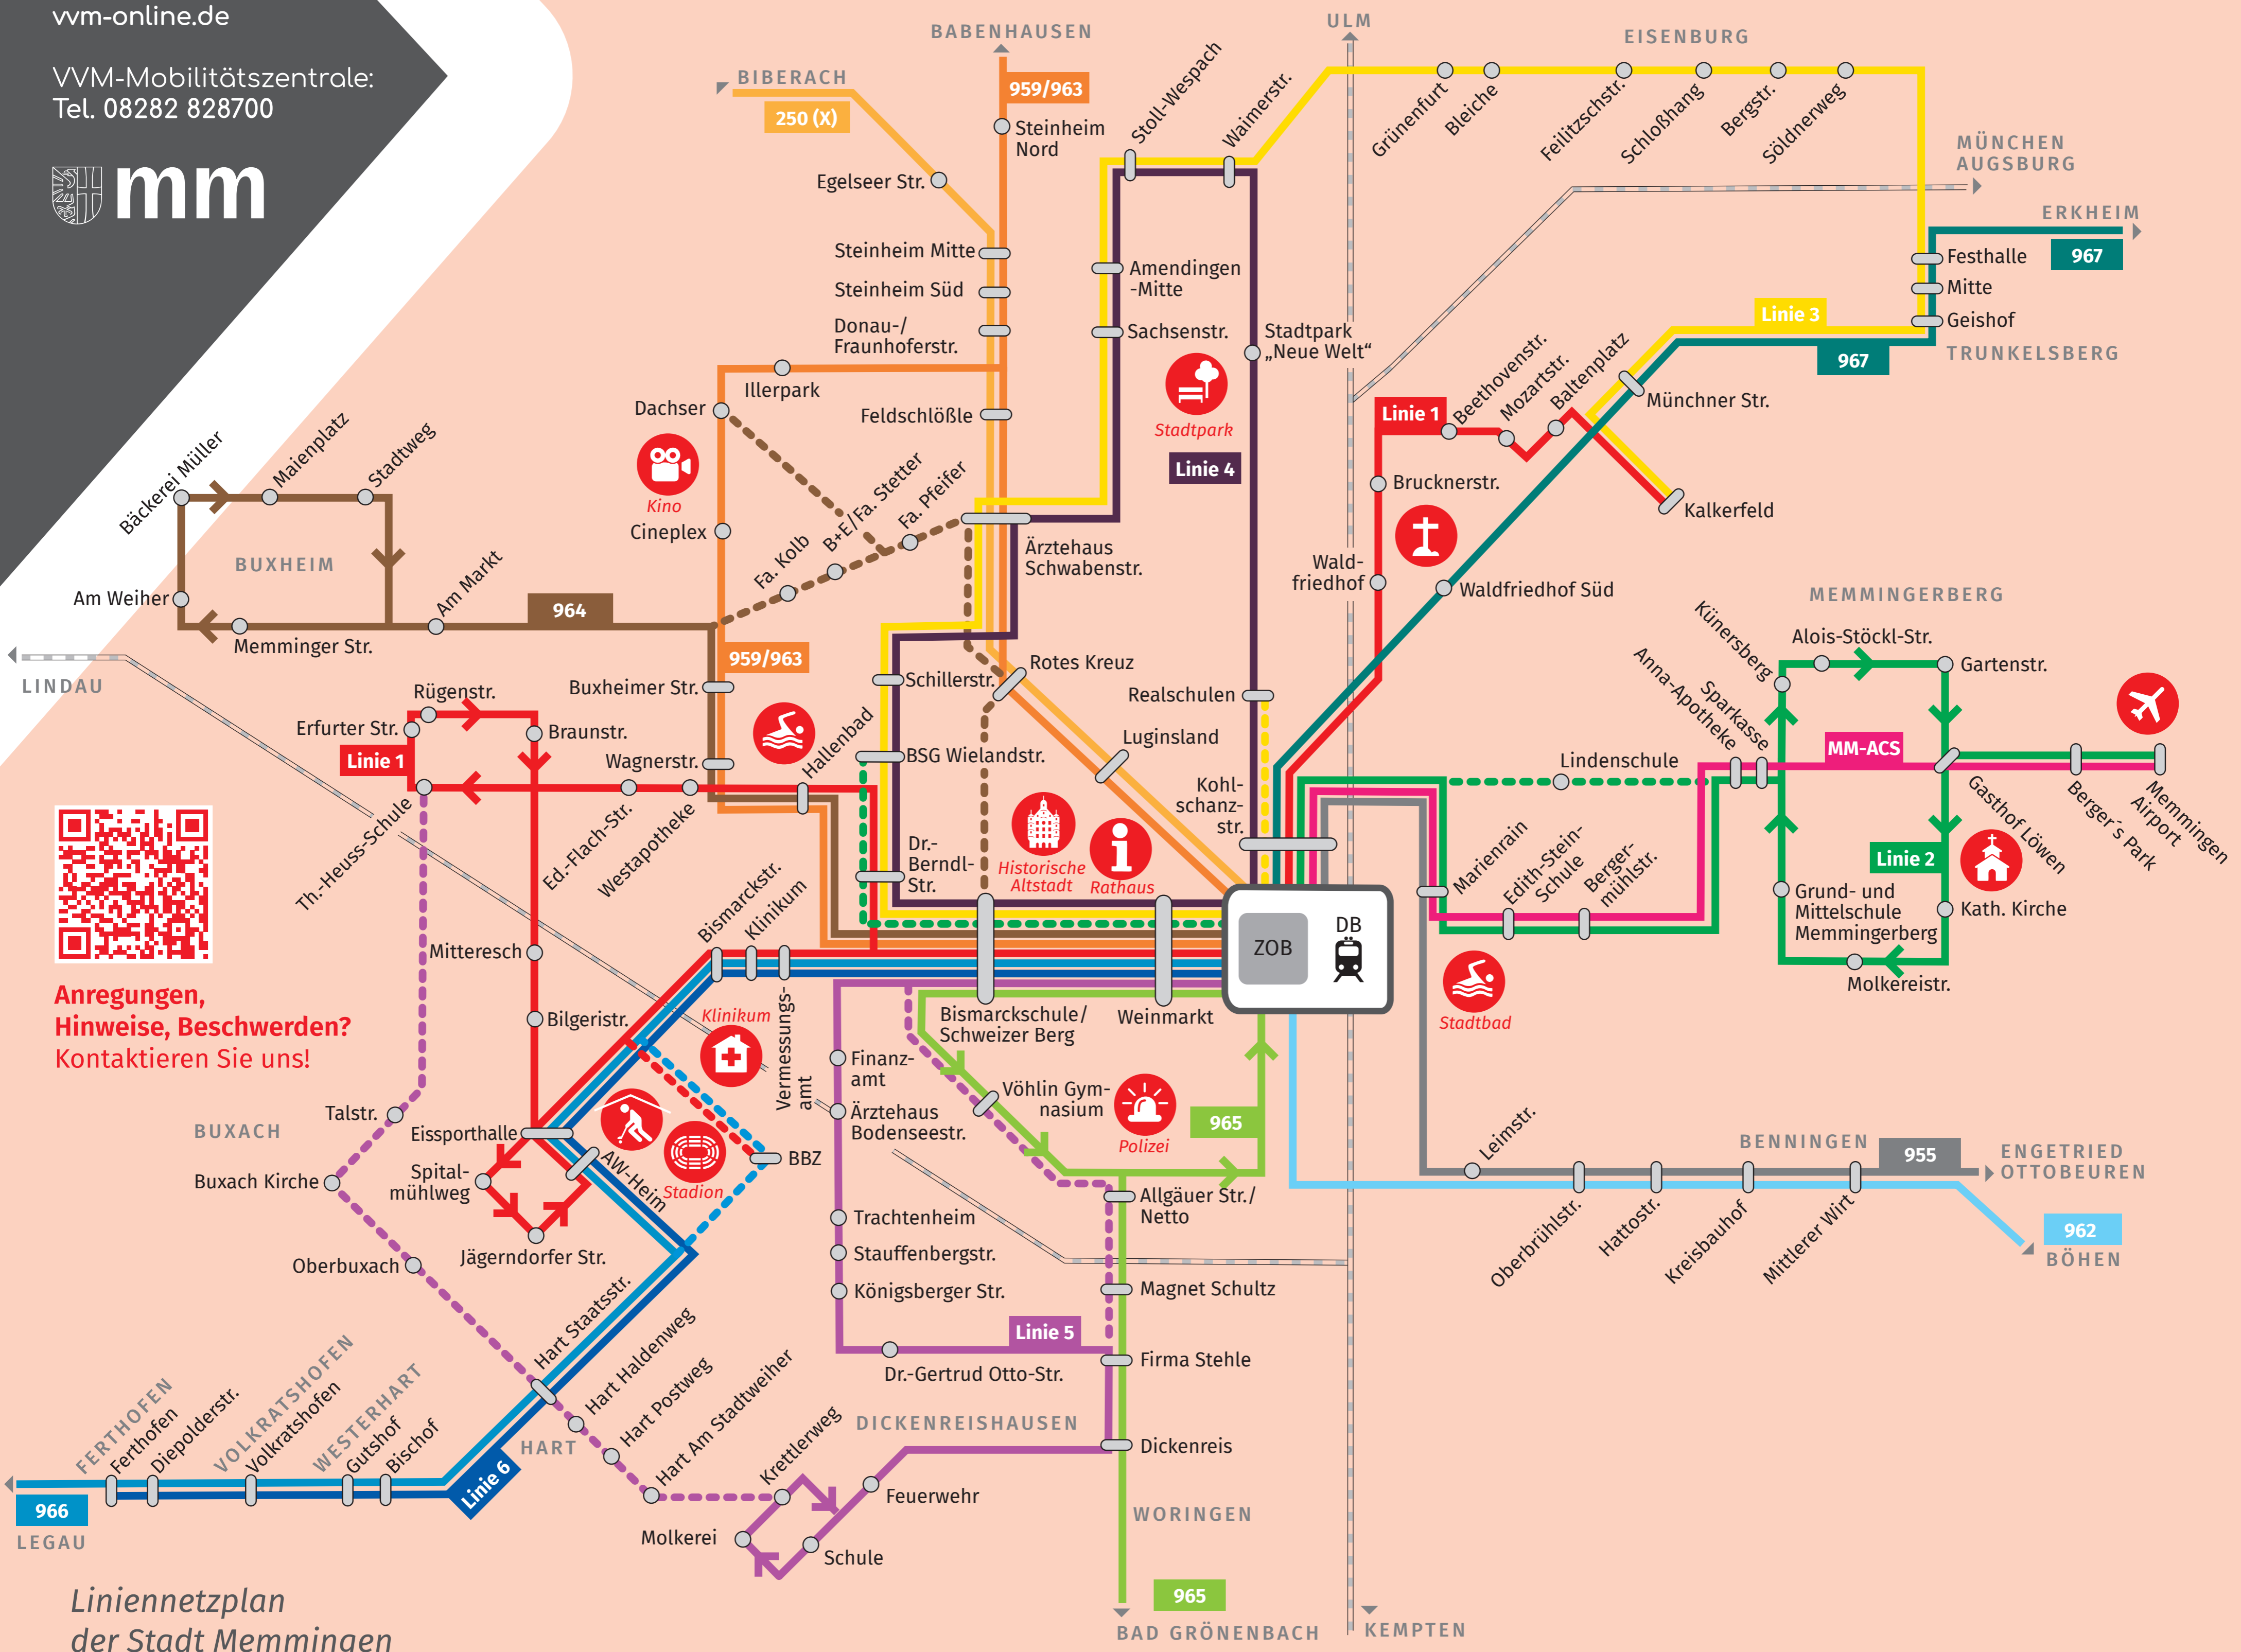 vvm-online.de
VVM-Mobilitätszentrale:
Tel. 08282 828700
mm
BABENHAUSEN
959/963
Steinheim
Nord
BIBERACH
250 (X)
Egelseer Str.
Steinheim Mitte
Steinheim Süd
Donau-/
Fraunhoferstr.
Illerpark
Dachser
Feldschlößle
Kino
Cineplex
Fa. Kolb
B+E/Fa. Stetter
Fa. Pfeifer
Ärztehaus
Schwabenstr.
ULM
EISENBURG
Stoll-Wespach
Waimerstr.
Grünenfurt
Bleiche
Feilitzschstr.
Schloßhang
Bergstr.
Söldnerweg
MÜNCHEN
AUGSBURG
ERKHEIM
967
Festhalle
Mitte
Geishof
TRUNKELSBERG
Linie 3
967
Amendingen
-Mitte
Sachsenstr.
Stadtpark
„Neue Welt“
Stadtpark
Linie 4
Linie 1
Beethovenstr.
Mozartstr.
Baltenplatz
Münchner Str.
Kalkerfeld
Brucknerstr.
Wald-
friedhof
Waldfriedhof Süd
Bäckerei Müller
Maienplatz
Stadtweg
BUXHEIM
Am Weiher
Memminger Str.
Am Markt
964
LINDAU
959/963
Buxheimer Str.
Wagnerstr.
Hallenbad
Rügenstr.
Erfurter Str.
Braunstr.
Linie 1
Th.-Heuss-Schule
Ed.-Flach-Str.
Westapotheke
Schillerstr.
BSG Wielandstr.
Dr.-
Berndl-
Str.
Rotes Kreuz
Luginsland
Realschulen
Kohl-
schanz-
str.
Historische
Altstadt
Rathaus
MEMMINGERBERG
Künersberg
Anna-Apotheke
Sparkasse
Alois-Stöckl-Str.
Gartenstr.
MM-ACS
Lindenschule
Gasthof Löwen
Berger´s Park
Memmingen
Airport
Linie 2
Kath. Kirche
Grund- und
Mittelschule
Memmingerberg
Molkereistr.
Marienrain
Edith-Stein-
Schule
Berger-
mühlstr.
Stadtbad
ZOB
DB
Bismarckstr.
Klinikum
Vermessungs-
amt
Klinikum
Bismarckschule/
Schweizer Berg
Weinmarkt
Mitteresch
Bilgeristr.
Anregungen,
Hinweise, Beschwerden?
Kontaktieren Sie uns!
Talstr.
BUXACH
Buxach Kirche
Oberbuxach
Eissporthalle
Spital-
mühlweg
Jägerndorfer Str.
AW-Heim
Stadion
BBZ
Finanz-
amt
Ärztehaus
Bodenseestr.
Trachtenheim
Stauffenbergstr.
Königsberger Str.
Linie 5
Dr.-Gertrud Otto-Str.
Vöhlin Gym-
nasium
Polizei
965
Allgäuer Str./
Netto
Magnet Schultz
Firma Stehle
Dickenreis
Leimstr.
BENNINGEN
955
ENGETRIED
OTTOBEUREN
Oberbrühlstr.
Hattostr.
Kreisbauhof
Mittlerer Wirt
962
BÖHEN
Hart Staatsstr.
Hart Haldenweg
Hart Postweg
Hart Am Stadtweiher
HART
Krettlerweg
DICKENREISHAUSEN
Feuerwehr
Molkerei
Schule
FERTHOFEN
Ferthofen
Diepolderstr.
VOLKRATSHOFEN
Volkratshofen
WESTERHART
Gutshof
Bischof
Linie 6
966
LEGAU
WORINGEN
965
BAD GRÖNENBACH
KEMPTEN
Liniennetzplan
der Stadt Memmingen